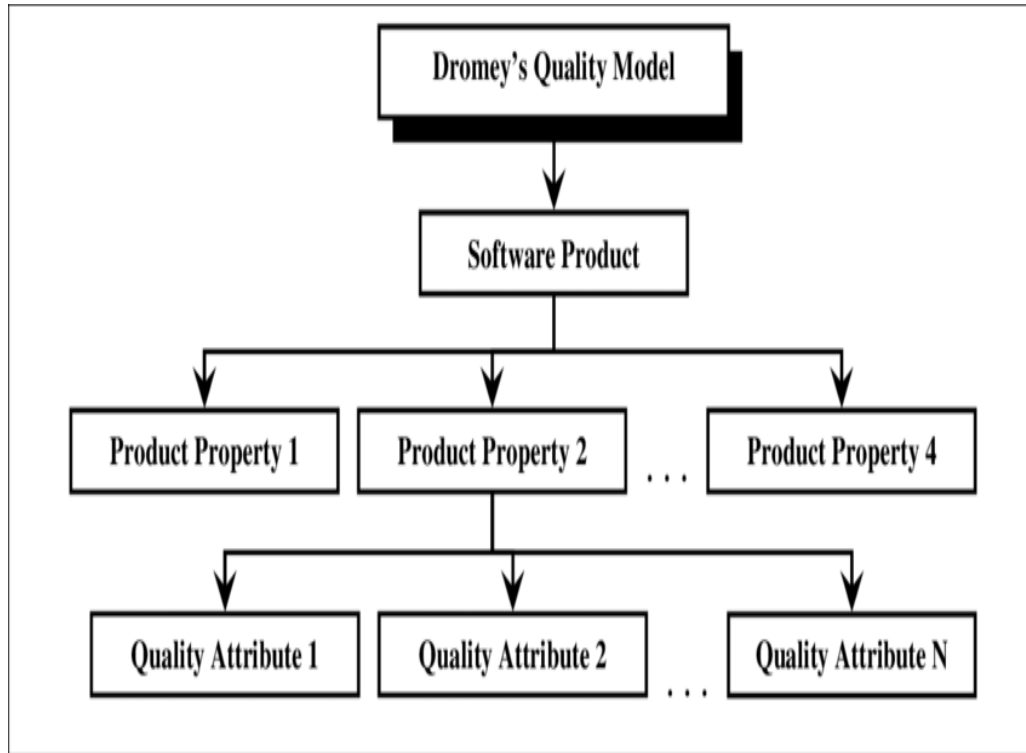 Dromey's Quality Model
Software Product
Product Property 1
Product Property 2
. . .
Product Property 4
Quality Attribute 1
Quality Attribute 2
. . .
Quality Attribute N